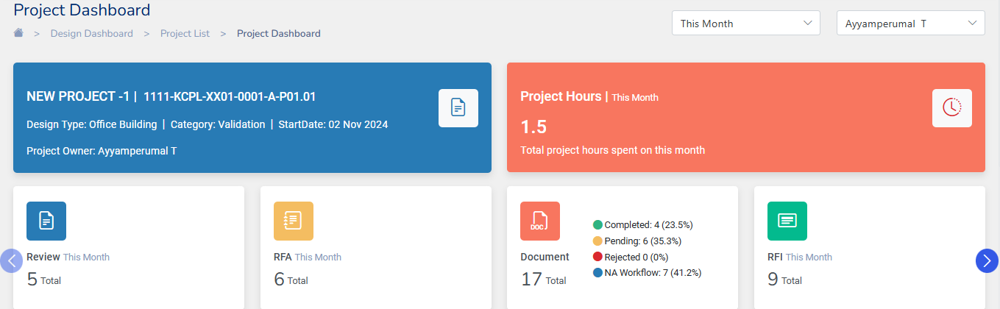 Project Dashboard
This Month
Ayyamperumal T
> Design Dashboard > Project List > Project Dashboard
NEW PROJECT -1 | 1111-KCPL-XX01-0001-A-P01.01
Design Type: Office Building | Category: Validation | StartDate: 02 Nov 2024
Project Owner: Ayyamperumal T
Project Hours | This Month
1.5
Total project hours spent on this month
Review This Month
5 Total
RFA This Month
6 Total
DOC
Document
17 Total
Completed: 4 (23.5%)
Pending: 6 (35.3%)
Rejected 0 (0%)
NA Workflow: 7 (41.2%)
RFI This Month
9 Total